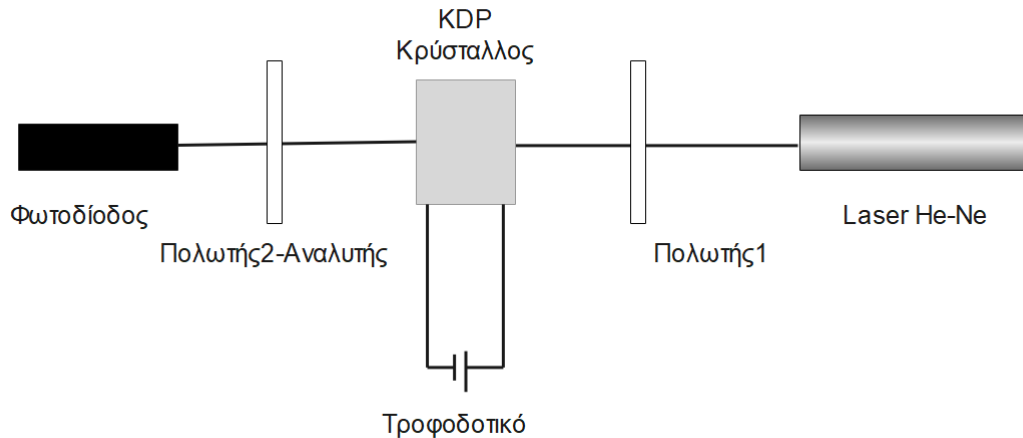 KDP
Κρύσταλλος
Φωτοδίοδος
Laser He-Ne
Πολωτής2-Αναλυτής
Πολωτής1
Τροφοδοτικό